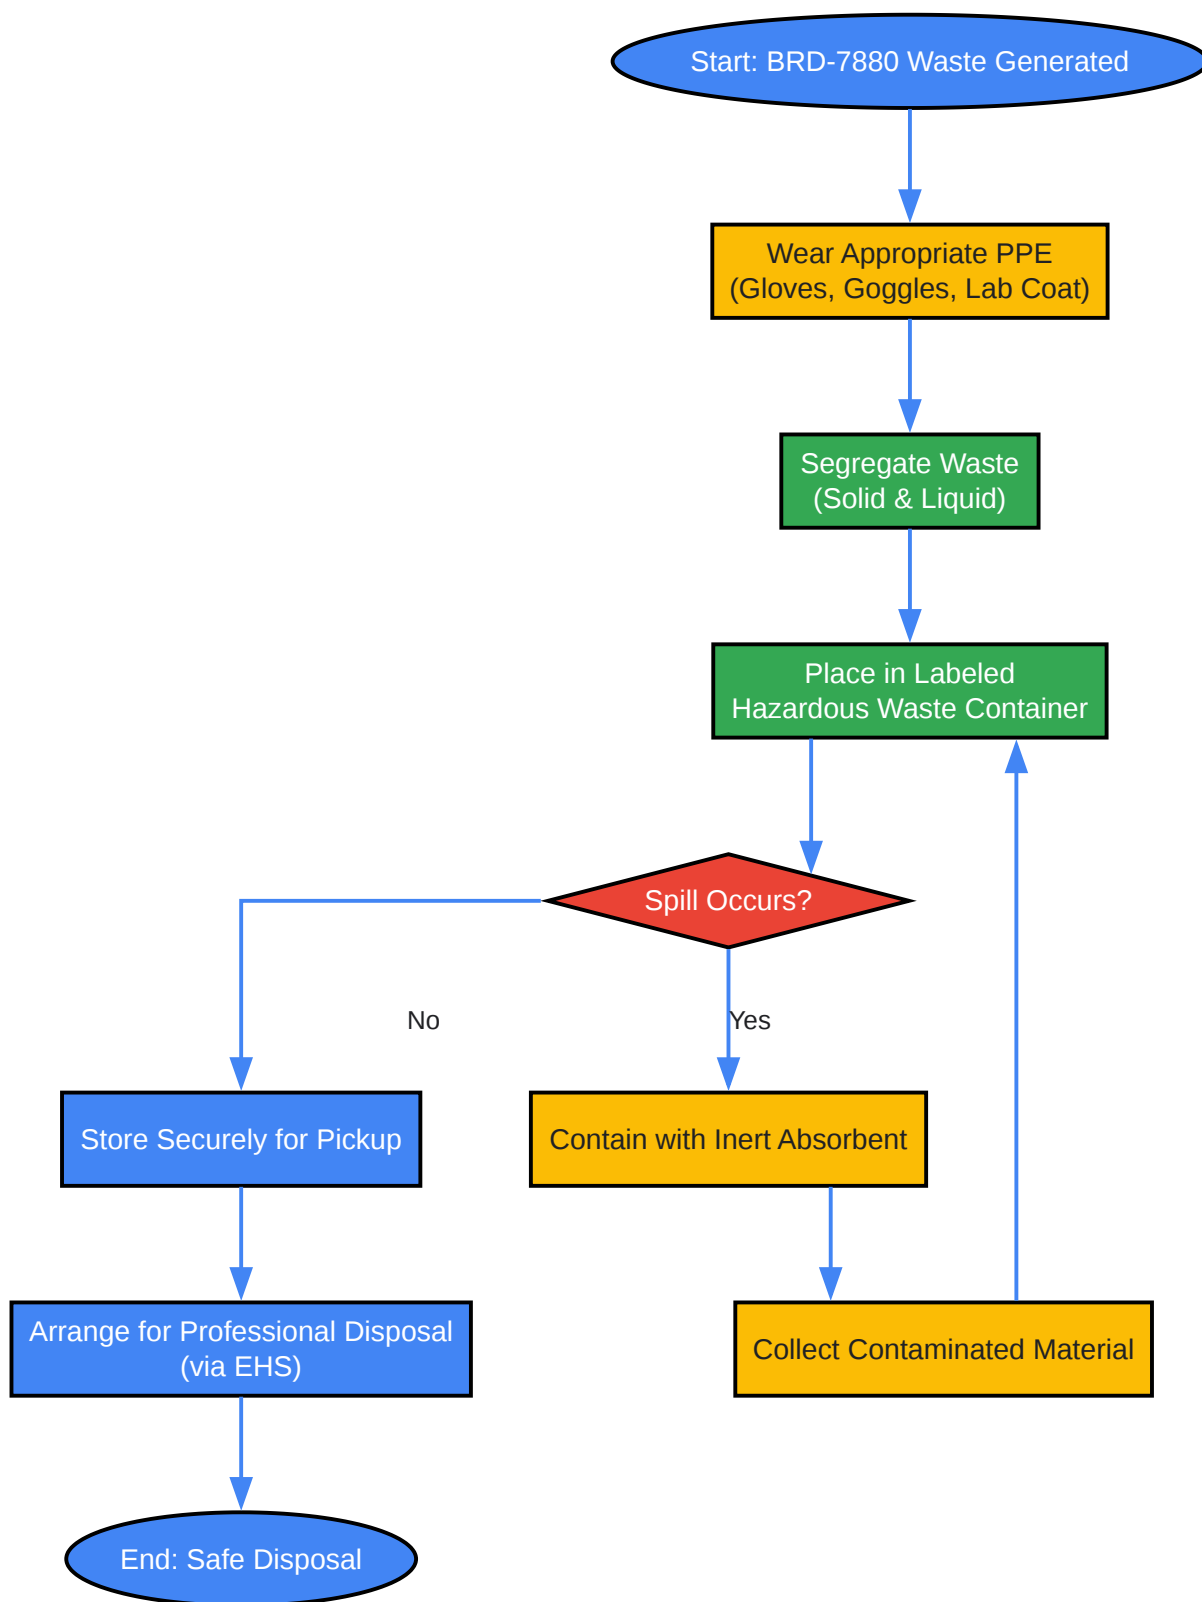 Start: BRD-7880 Waste Generated
Wear Appropriate PPE
(Gloves, Goggles, Lab Coat)
Segregate Waste
(Solid & Liquid)
Place in Labeled
Hazardous Waste Container
Spill Occurs?
No
Yes
Store Securely for Pickup
Contain with Inert Absorbent
Arrange for Professional Disposal
(via EHS)
Collect Contaminated Material
End: Safe Disposal